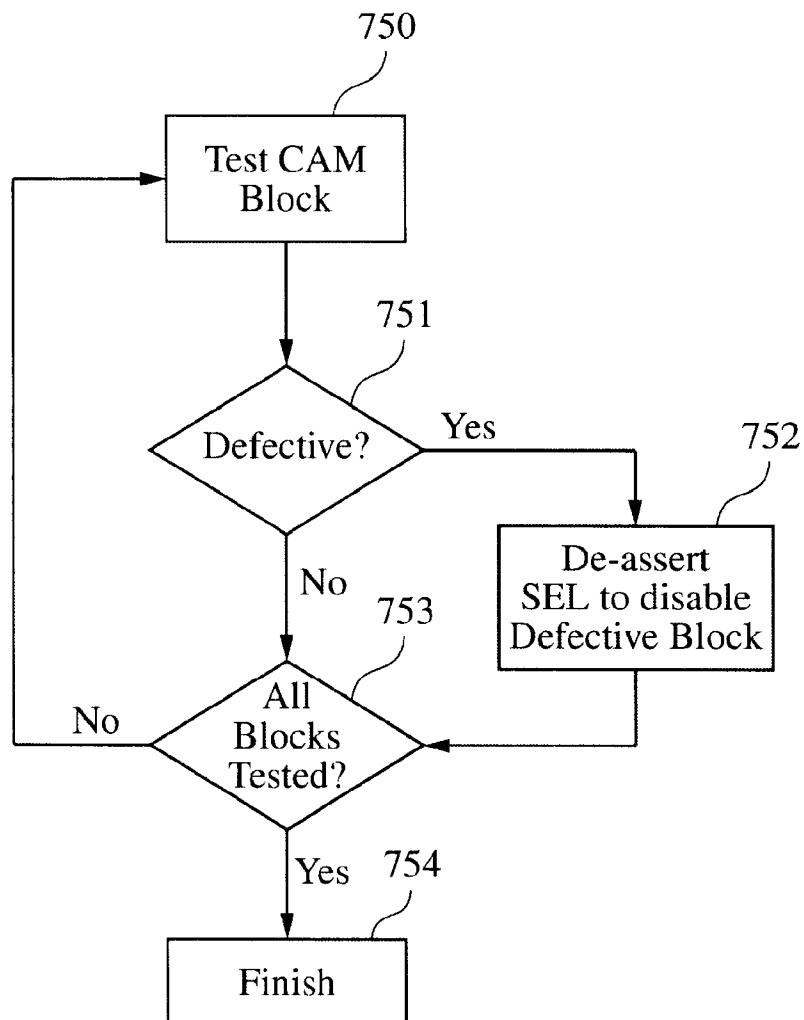 750
Test CAM
Block
751
Defective?
Yes
752
De-assert
SEL to disable
Defective Block
No
753
All
Blocks
Tested?
No
Yes
754
Finish